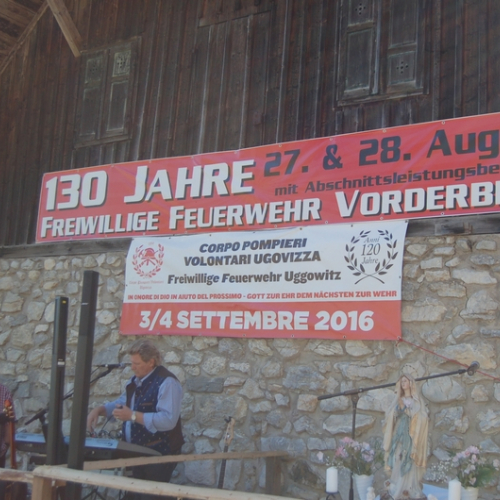 130 JAHRE 27. & 28. Aug
mit Abschnittsleistungsbe
FREIWILLIGE FEUERWEHR VORDERB
CORPO POMPIERI
VOLONTARI UGOVIZZA
Freiwillige Feuerwehr Uggowitz
Anni
120
Jahre
IN ONORE DI DIO IN AIUTO DEL PROSSIMO - GOTT ZUR EHR DEM NÄCHSTEN ZUR WEHR
3/4 SETTEMBRE 2016